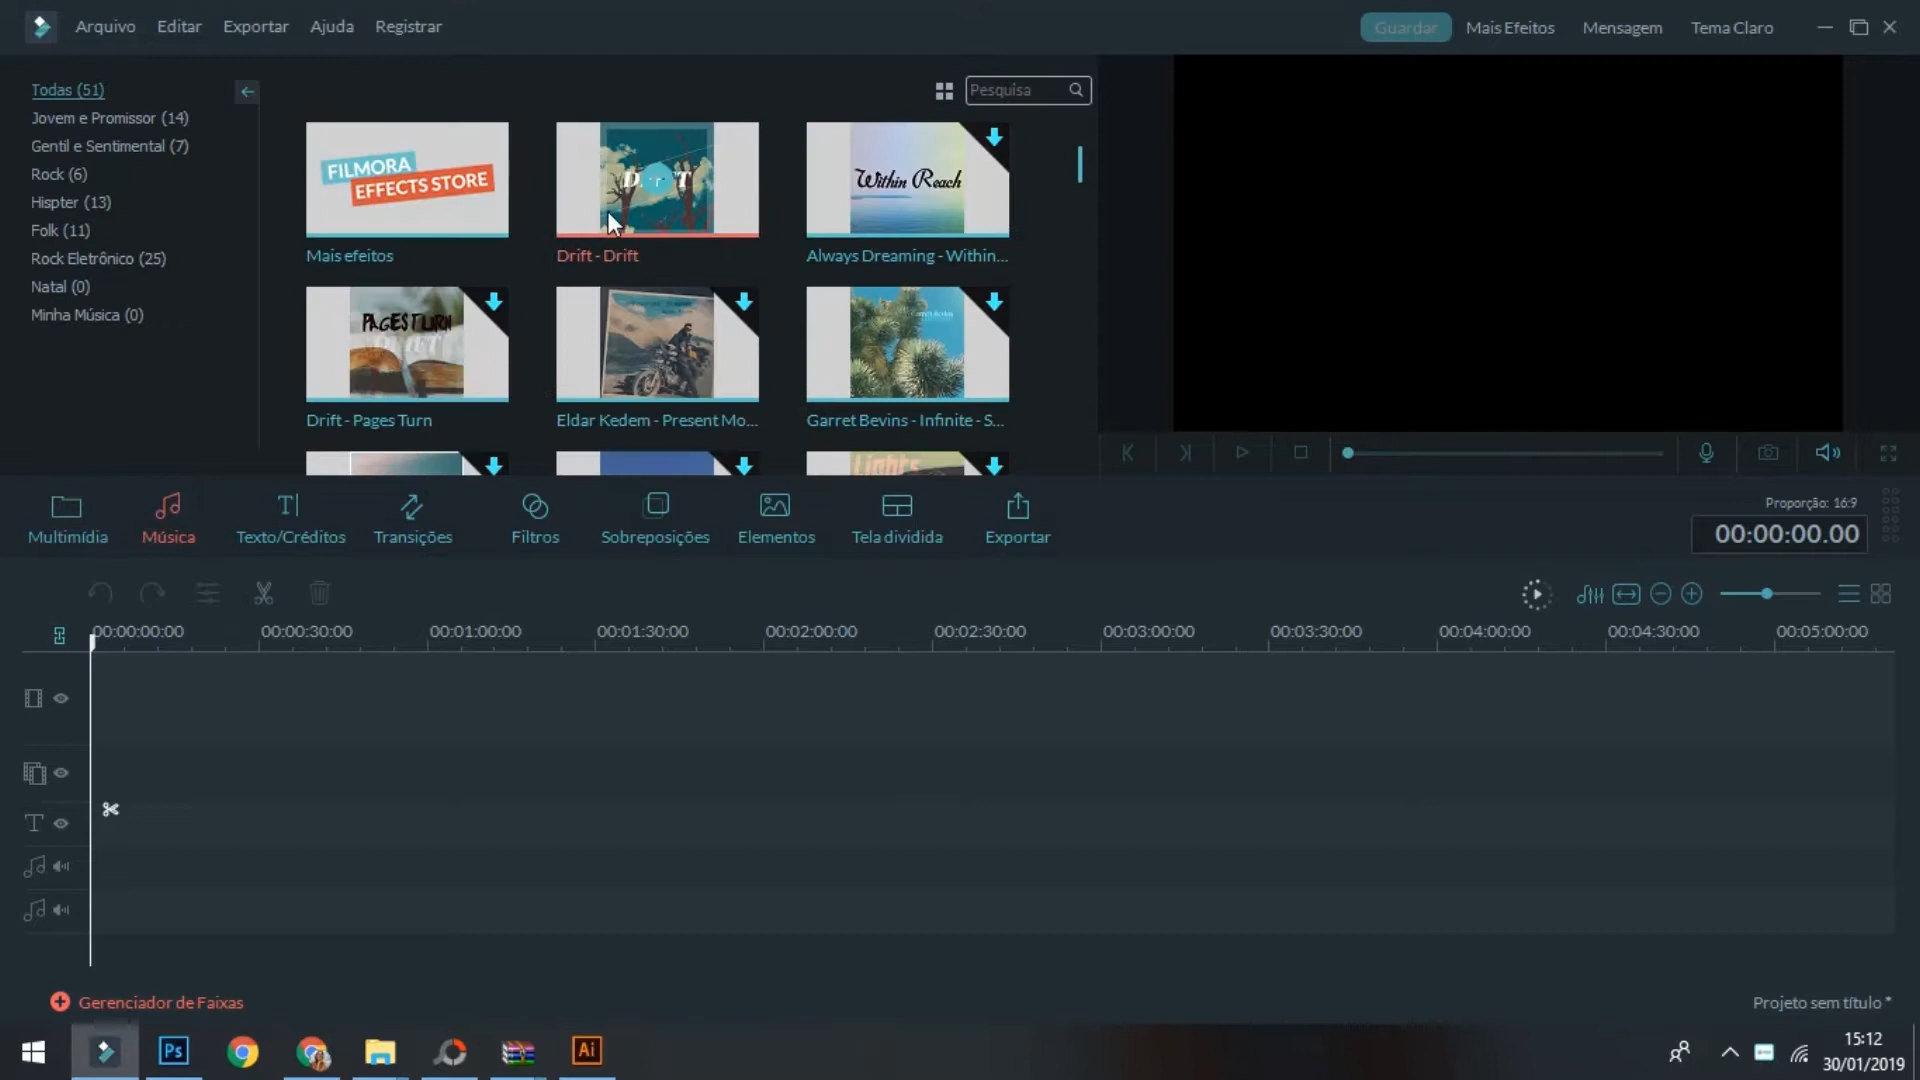 Arquivo Editar Exportar Ajuda Registrar Guardar Mais Efeitos Mensagem Tema Claro
Todas (51)
Jovem e Promissor (14)
Gentil e Sentimental (7)
Rock (6)
Hispter (13)
Folk (11)
Rock Eletrônico (25)
Natal (0)
Minha Música (0)
Pesquisa
FILMORA
EFFECTS STORE
Within Reach
Mais efeitos
Drift - Drift
Always Dreaming - Within...
PAGES TURN
Drift - Pages Turn
Eldar Kedem - Present Mo...
Garret Bevins - Infinite - S...
Lights
Multimídia Música Texto/Créditos Transições Filtros Sobreposições Elementos Tela dividida Exportar
Proporção: 16:9
00:00:00.00
00:00:00:00 00:00:30:00 00:01:00:00 00:01:30:00 00:02:00:00 00:02:30:00 00:03:00:00 00:03:30:00 00:04:00:00 00:04:30:00 00:05:00:00
Gerenciador de Faixas
Projeto sem título *
Ps
Ai
15:12
30/01/2019